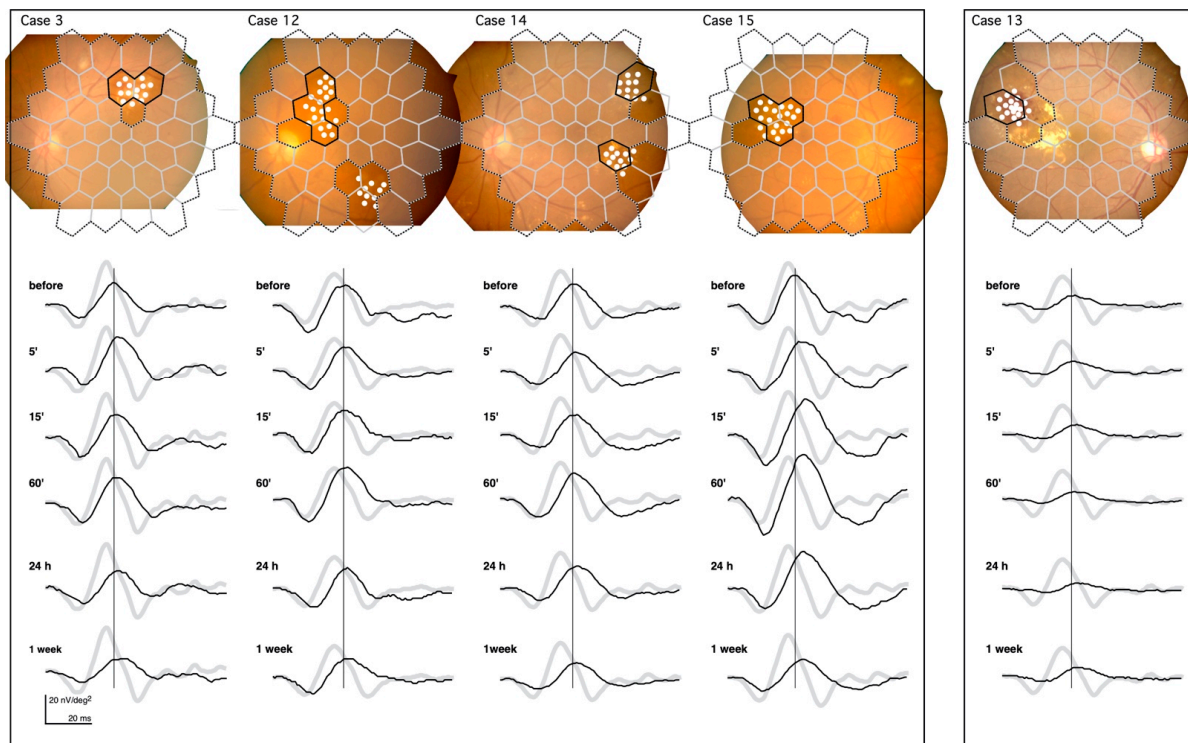 Case 3
Case 12
Case 14
Case 15
Case 13
before
before
before
before
before
5'
5'
5'
5'
5'
15'
15'
15'
15'
15'
60'
60'
60'
60'
60'
24 h
24 h
24 h
24 h
24 h
1 week
1 week
1week
1 week
1 week
20 nV/deg²
20 ms